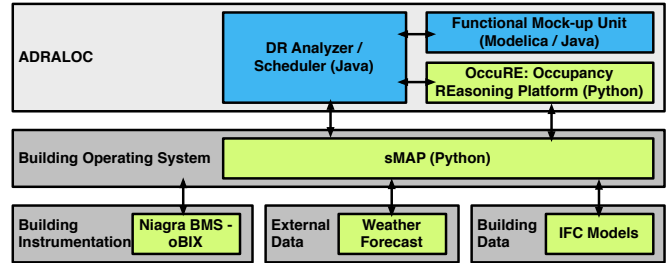 ADRALOC
DR Analyzer /
Scheduler (Java)
Functional Mock-up Unit
(Modelica / Java)
OccuRE: Occupancy
REasoning Platform (Python)
Building Operating System
sMAP (Python)
Building
Instrumentation
Niagra BMS -
oBIX
External
Data
Weather
Forecast
Building
Data
IFC Models